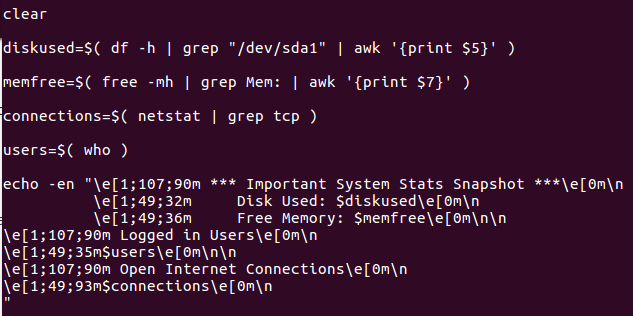 clear
diskused=$( df -h | grep "/dev/sda1" | awk '{print $5}' )
memfree=$( free -mh | grep Mem: | awk '{print $7}' )
connections=$( netstat | grep tcp )
users=$( who )
echo -en "\e[1;107;90m *** Important System Stats Snapshot ***\e[0m\n
\e[1;49;32m     Disk Used: $diskused\e[0m\n
\e[1;49;36m     Free Memory: $memfree\e[0m\n\n
\e[1;107;90m Logged in Users\e[0m\n
\e[1;49;35m$users\e[0m\n\n
\e[1;107;90m Open Internet Connections\e[0m\n
\e[1;49;93m$connections\e[0m\n
"